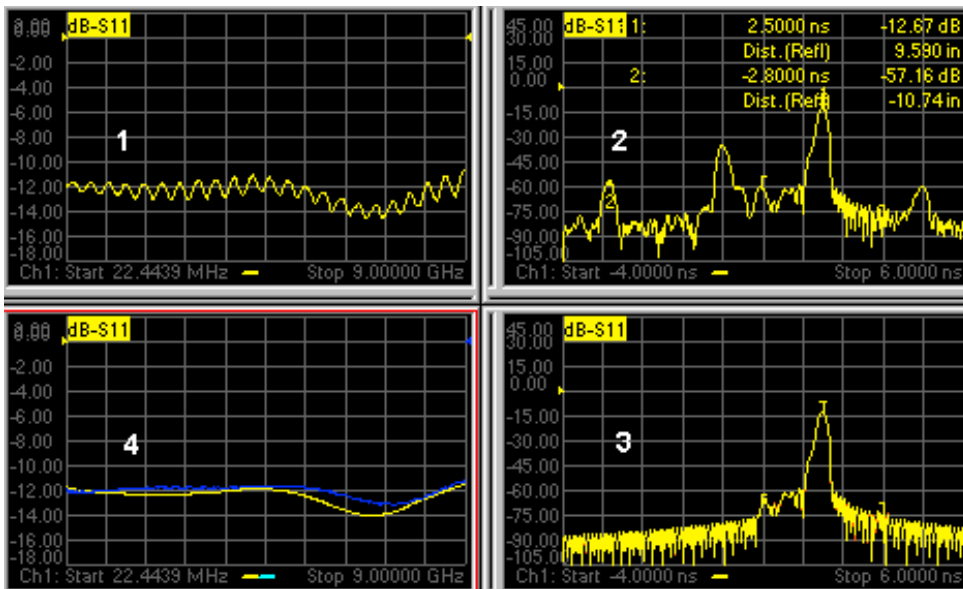 dB-S11
-2.00
-4.00
-6.00
-8.00
-10.00
-12.00
-14.00
-16.00
-18.00
1
Ch1: Start 22.4439 MHz
Stop 9.00000 GHz
45.00 dB-S11 1: 2.5000 ns -12.67 dB
30.00 Dist.(Refl) 9.590 in
15.00 2: -2.8000 ns -57.16 dB
0.00 Dist.(Refl) -10.74 in
-15.00
-30.00
-45.00
-60.00
-75.00
-90.00
-105.0
2
2
Ch1: Start -4.0000 ns
Stop 6.0000 ns
dB-S11
-2.00
-4.00
-6.00
-8.00
-10.00
-12.00
-14.00
-16.00
-18.00
4
Ch1: Start 22.4439 MHz
Stop 9.00000 GHz
45.00 dB-S11
30.00
15.00
0.00
-15.00
-30.00
-45.00
-60.00
-75.00
-90.00
-105.0
3
Ch1: Start -4.0000 ns
Stop 6.0000 ns